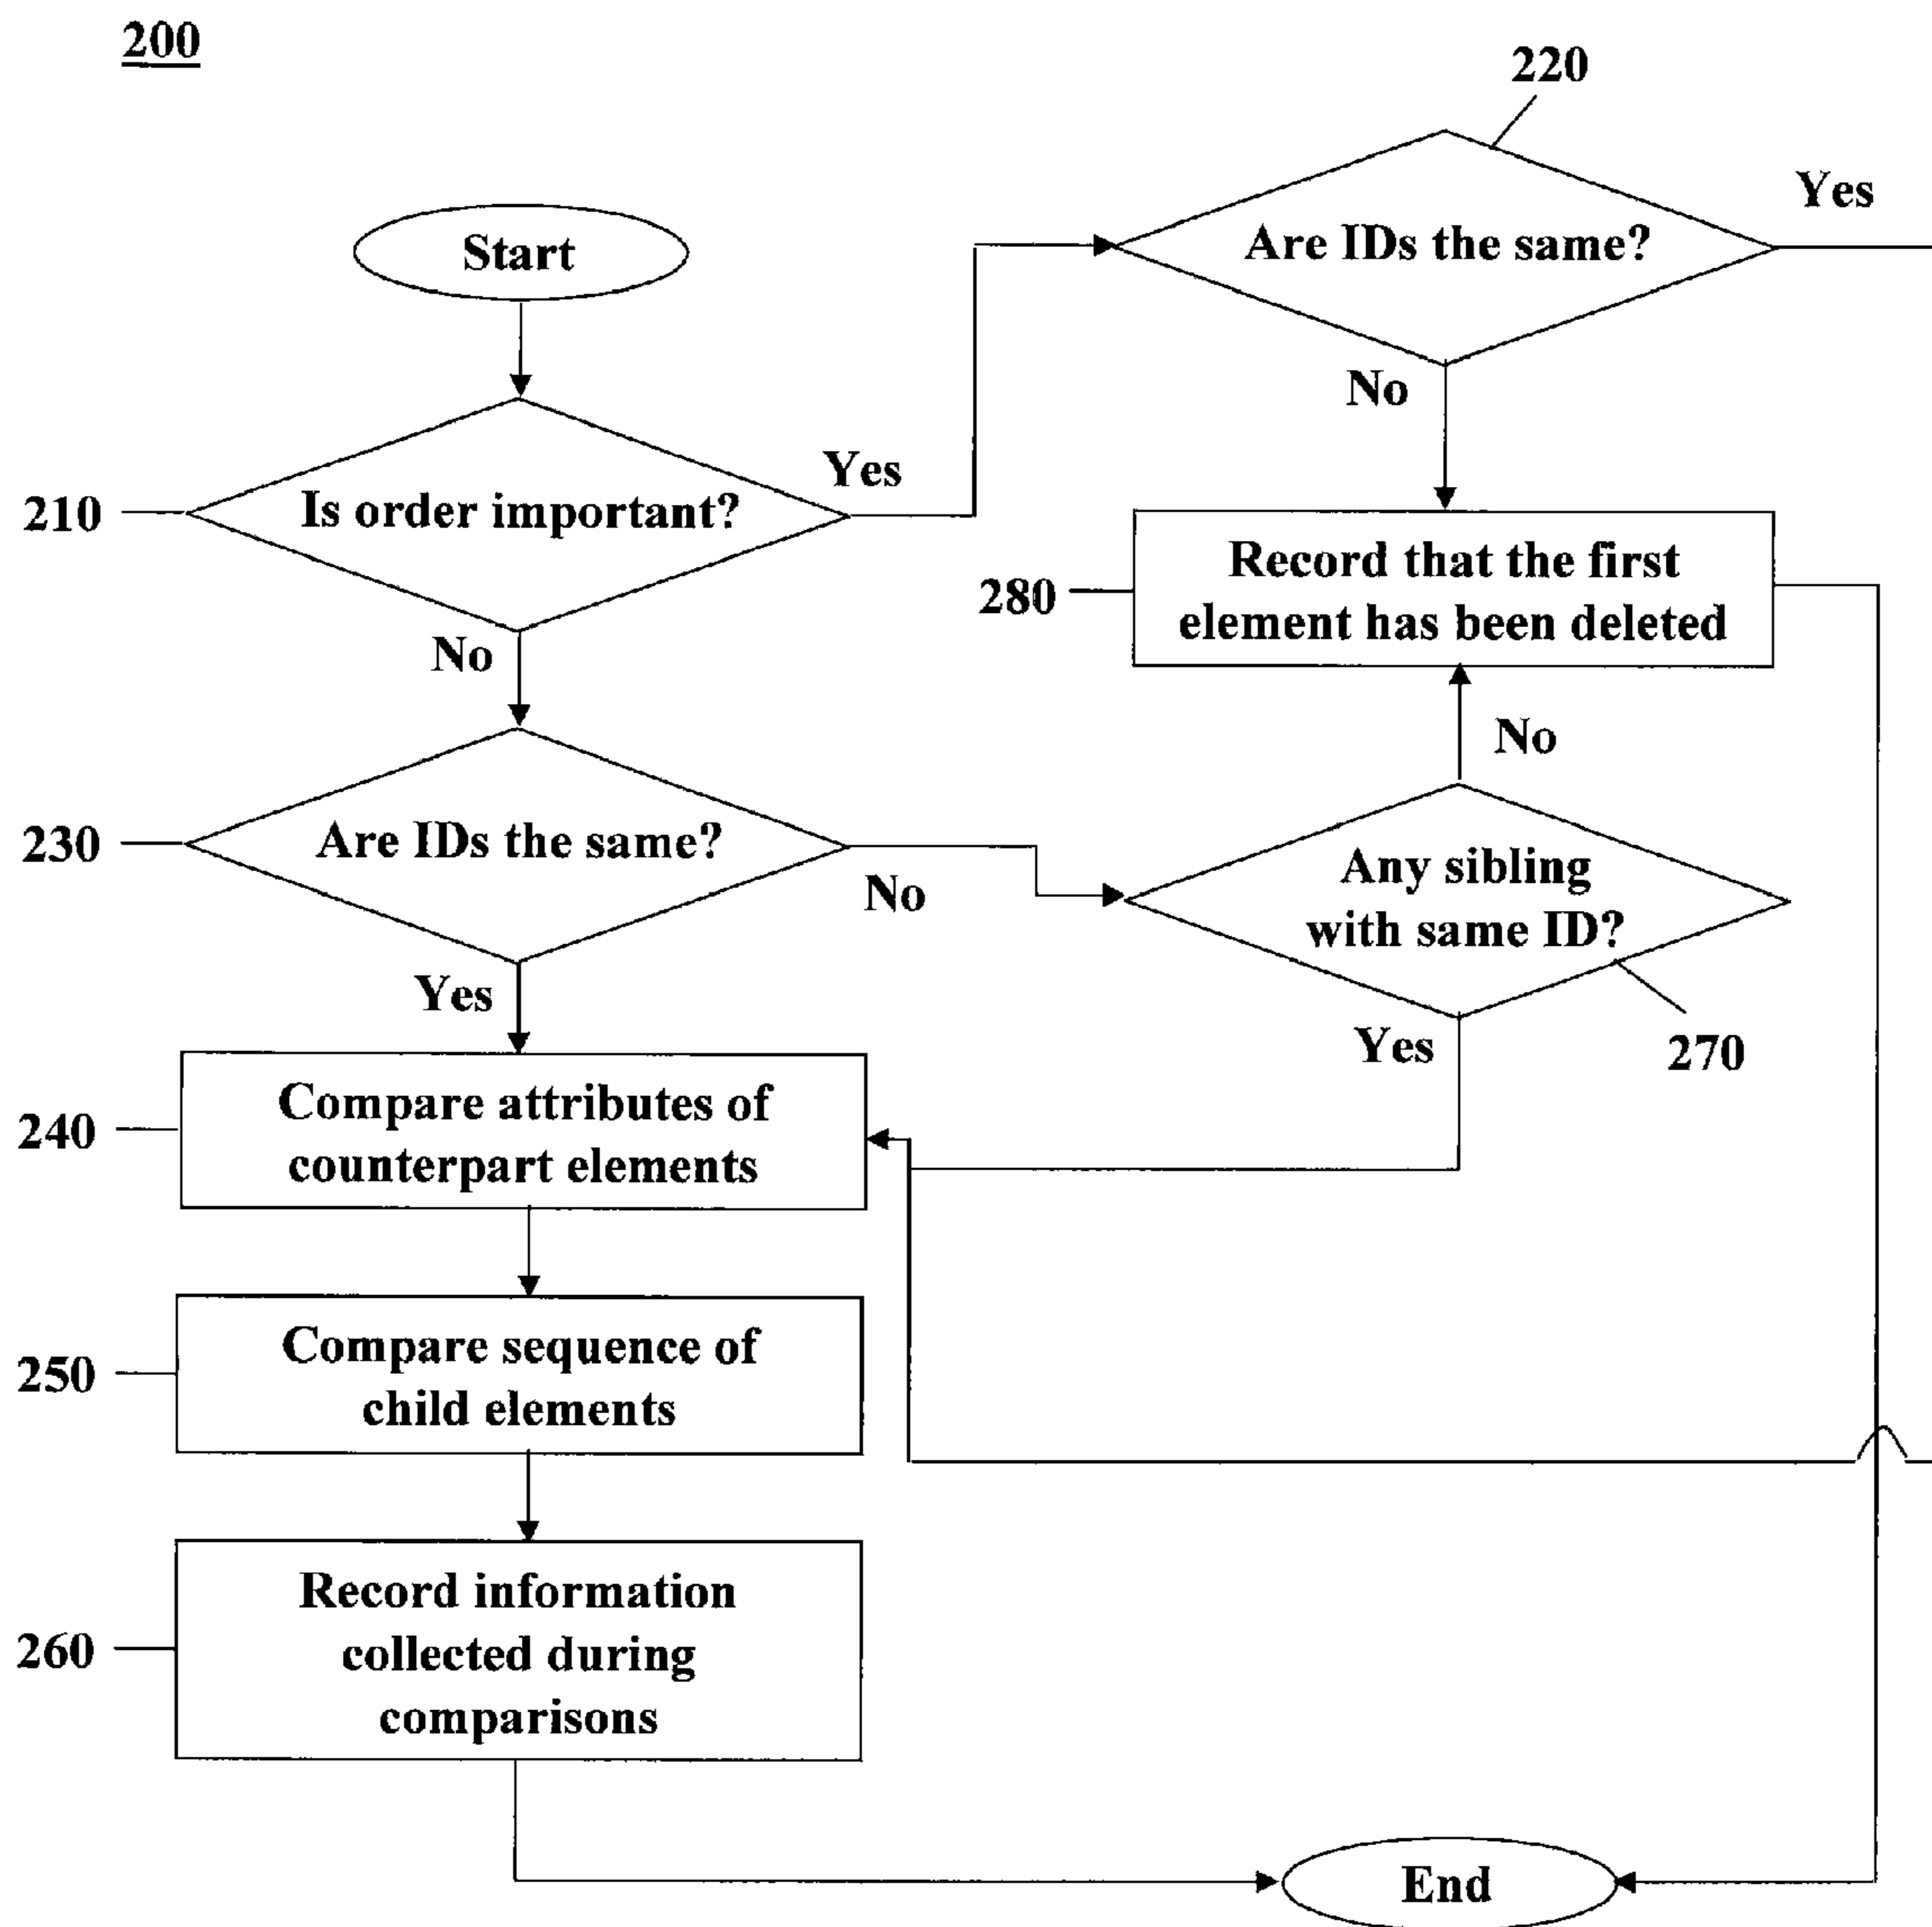 200
220
Yes
Start
Are IDs the same?
No
Yes
210
Is order important?
280
Record that the first
element has been deleted
No
No
230
Are IDs the same?
No
Any sibling
with same ID?
Yes
Yes
270
240
Compare attributes of
counterpart elements
250
Compare sequence of
child elements
260
Record information
collected during
comparisons
End